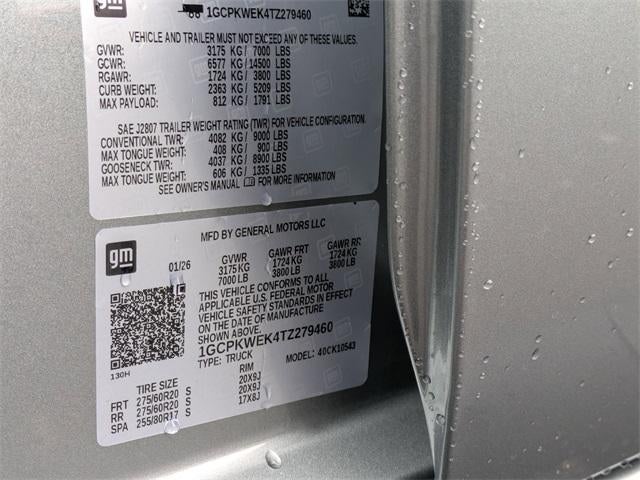 gm
1GCPKWEK4TZ279460
VEHICLE AND TRAILER MUST NOT EXCEED ANY OF THESE VALUES.
GVWR: 3175 KG / 7000 LBS
GCWR: 6577 KG / 14500 LBS
RGAWR: 1724 KG / 3800 LBS
CURB WEIGHT: 2363 KG / 5209 LBS
MAX PAYLOAD: 812 KG / 1791 LBS
SAE J2807 TRAILER WEIGHT RATING (TWR) FOR VEHICLE CONFIGURATION.
CONVENTIONAL TWR: 4082 KG / 9000 LBS
MAX TONGUE WEIGHT: 408 KG / 900 LBS
GOOSENECK TWR: 4037 KG / 8900 LBS
MAX TONGUE WEIGHT: 606 KG / 1335 LBS
SEE OWNER'S MANUAL FOR MORE INFORMATION
gm
MFD BY GENERAL MOTORS LLC
01/26 GVWR GAWR FRT GAWR RR
3175KG 1724KG 1724KG
7000LB 3800LB 3800LB
THIS VEHICLE CONFORMS TO ALL
APPLICABLE U.S. FEDERAL MOTOR
VEHICLE SAFETY STANDARDS IN EFFECT
ON THE DATE OF MANUFACTURE
SHOWN ABOVE.
1GCPKWEK4TZ279460
TYPE: TRUCK MODEL: 40CK10543
130H
TIRE SIZE RIM
FRT 275/60R20 S 20X9J
RR 275/60R20 S 20X9J
SPA 255/80R17 S 17X8J